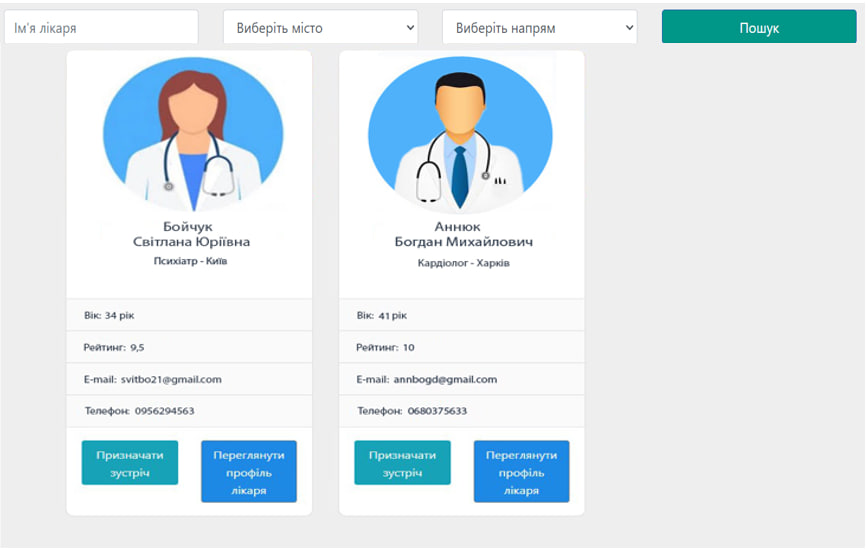 Ім'я лікаря
Виберіть місто
Виберіть напрям
Пошук
Бойчук
Світлана Юріївна
Психіатр - Київ
Вік: 34 рік
Рейтинг: 9,5
E-mail: svitbo21@gmail.com
Телефон: 0956294563
Призначати
зустріч
Переглянути
профіль
лікаря
Аннюк
Богдан Михайлович
Кардіолог - Харків
Вік: 41 рік
Рейтинг: 10
E-mail: annbogd@gmail.com
Телефон: 0680375633
Призначати
зустріч
Переглянути
профіль
лікаря